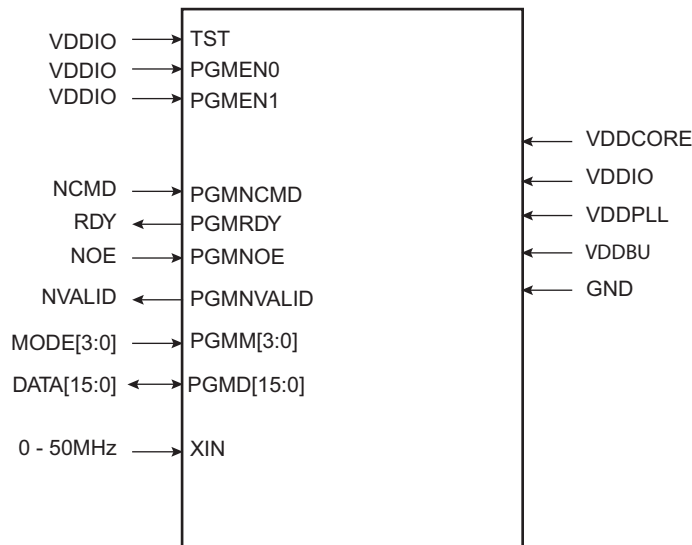 VDDIO TST
VDDIO PGMEN0
VDDIO PGMEN1
VDDCORE
VDDIO
NCMD PGMNCMD
VDDPLL
RDY PGMRDY
VDDBU
NOE PGMNOE
GND
NVALID PGMNVALID
MODE[3:0] PGMM[3:0]
DATA[15:0] PGMD[15:0]
0 - 50MHz XIN